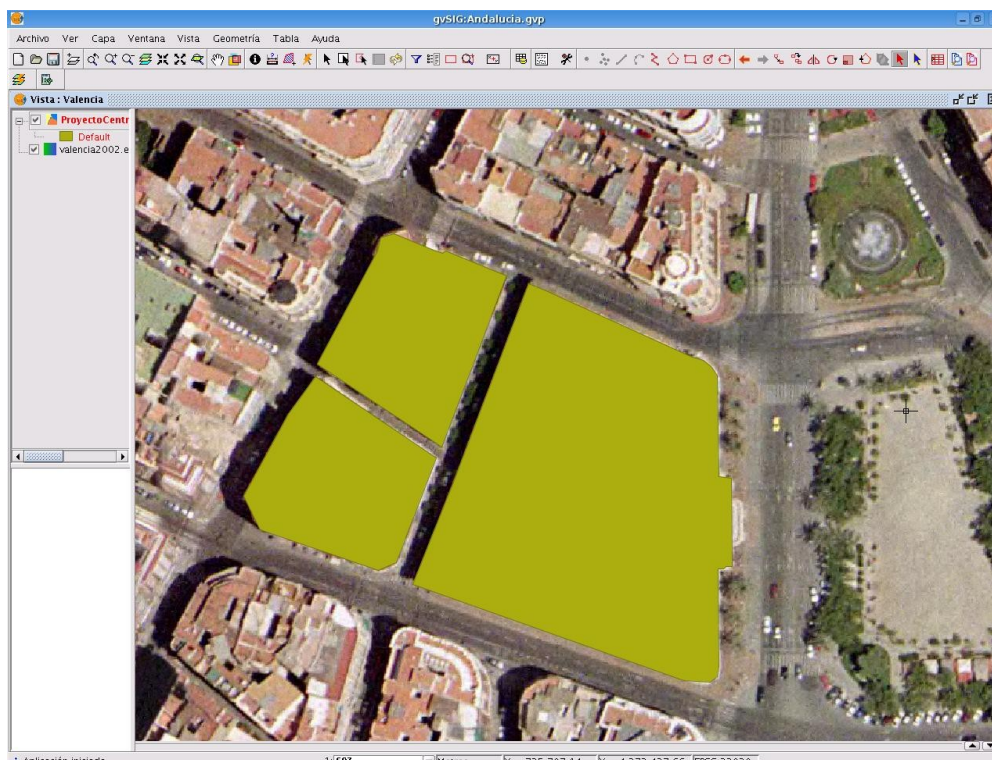 gvSIG:Andalucia.gvp
Archivo Ver Capa Ventana Vista Geometría Tabla Ayuda
Vista : Valencia
ProyectoCentr
Default
valencia2002.e